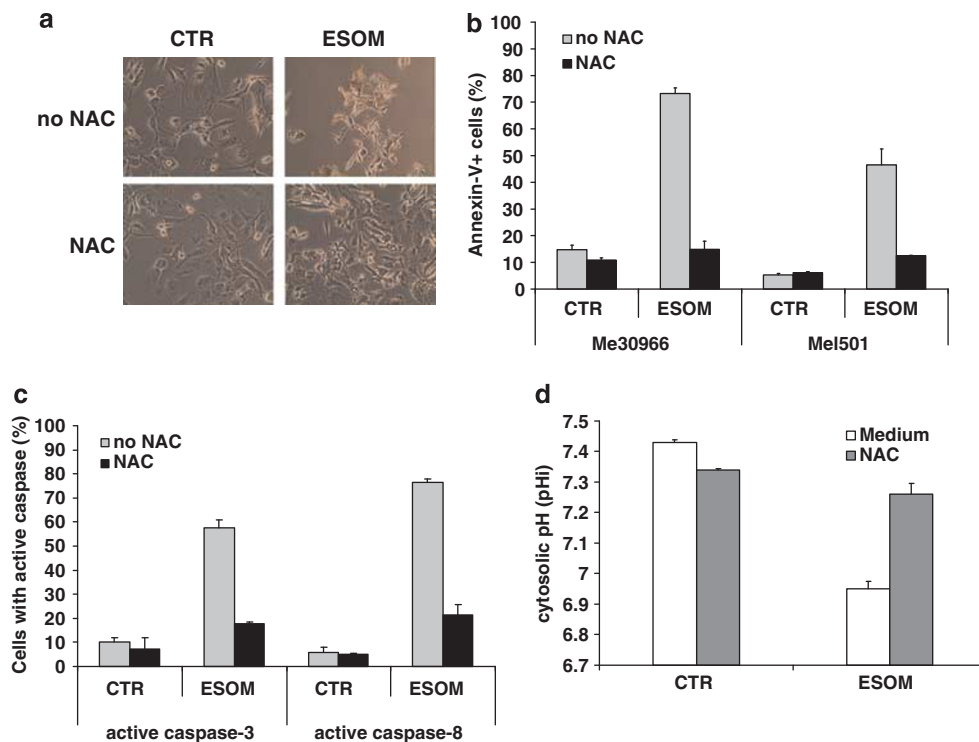 a
CTR ESOM
no NAC
NAC
b
Annexin-V+ cells (%)
100
90
80
70
60
50
40
30
20
10
0
no NAC
NAC
CTR ESOM CTR ESOM
Me30966 Mel501
c
Cells with active caspase (%)
100
90
80
70
60
50
40
30
20
10
0
no NAC
NAC
CTR ESOM CTR ESOM
active caspase-3 active caspase-8
d
cytosolic pH (pHi)
7.5
7.4
7.3
7.2
7.1
7
6.9
6.8
6.7
Medium
NAC
CTR ESOM